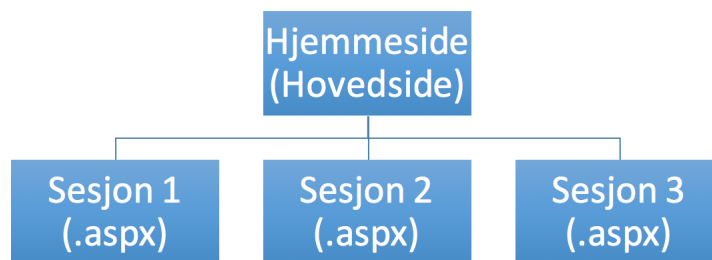 Hjemmeside
(Hovedside)
Sesjon 1
(.aspx)
Sesjon 2
(.aspx)
Sesjon 3
(.aspx)